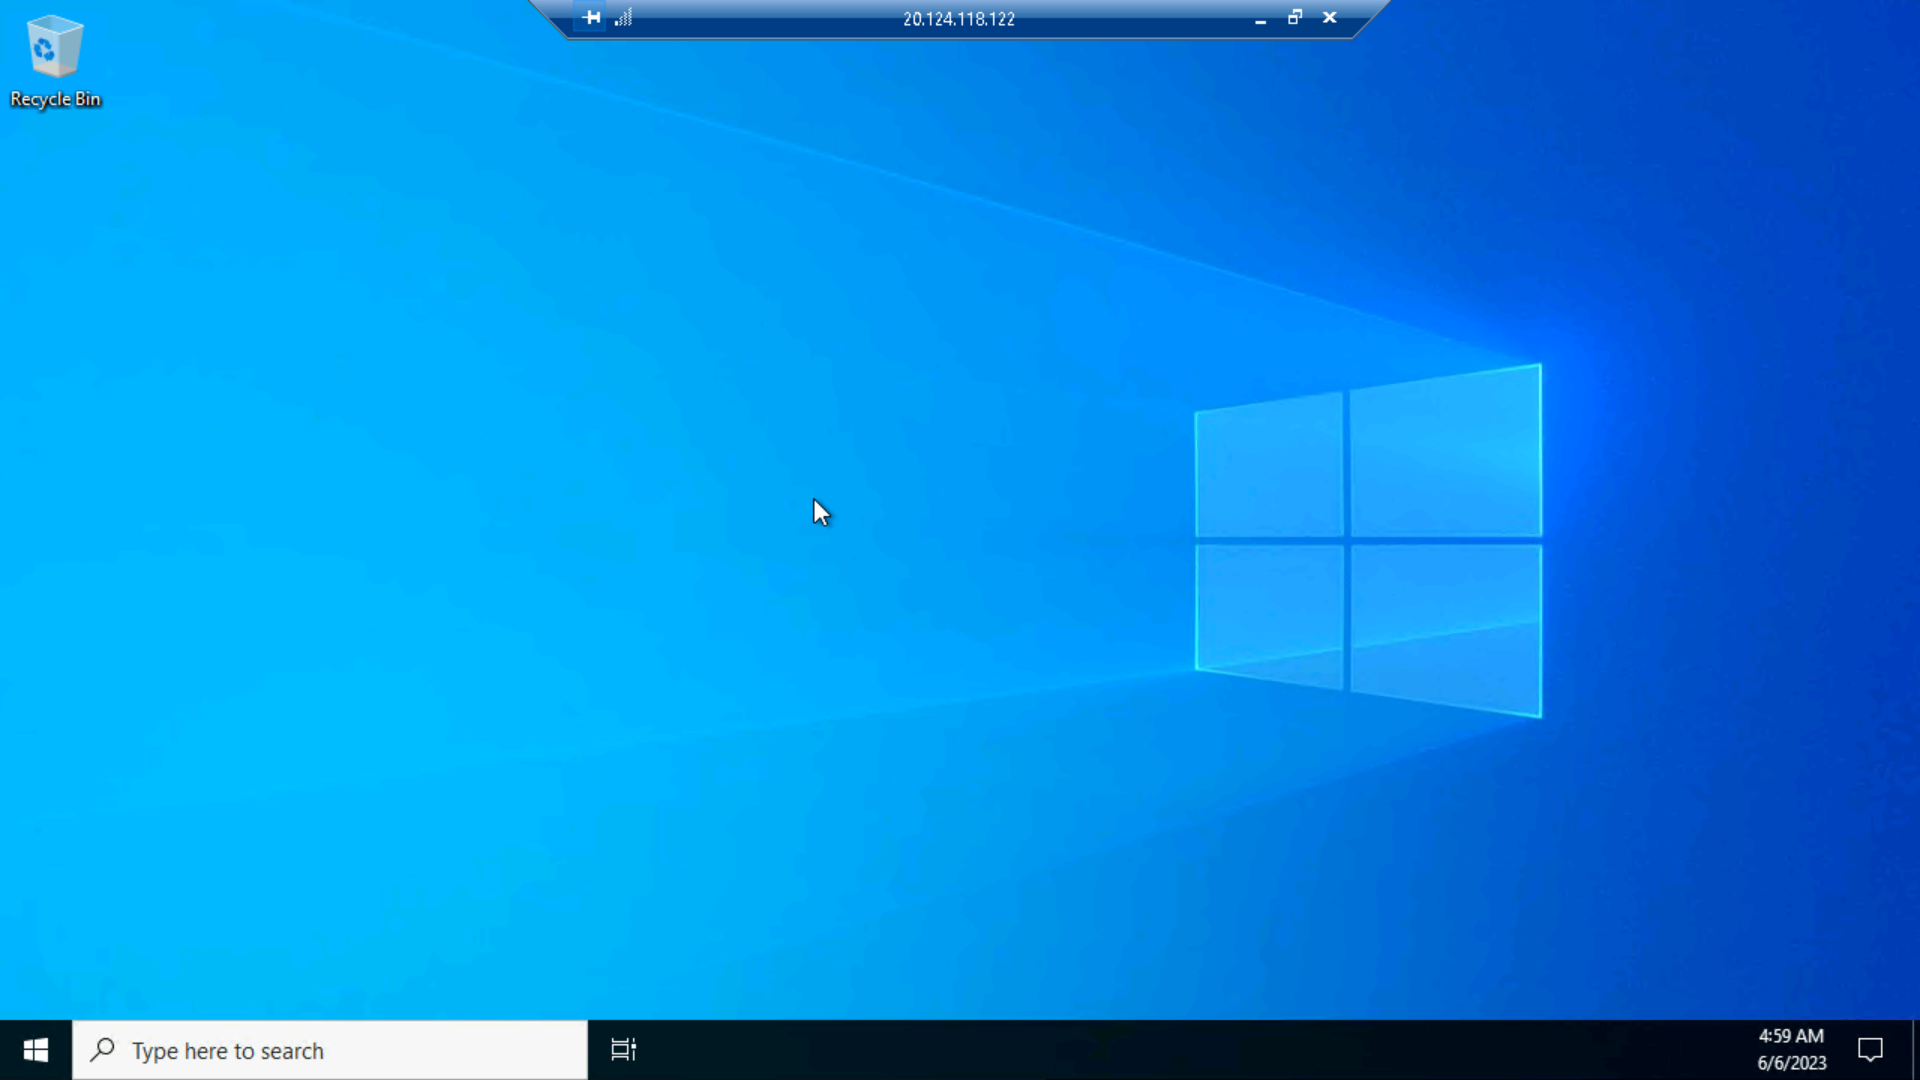 20.124.118.122
Recycle Bin
Type here to search
4:59 AM
6/6/2023